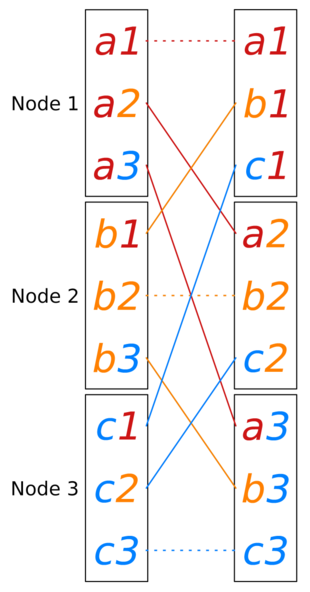 a1 a1
Node 1 a2 b1
a3 c1
b1 a2
Node 2 b2 b2
b3 c2
c1 a3
Node 3 c2 b3
c3 c3